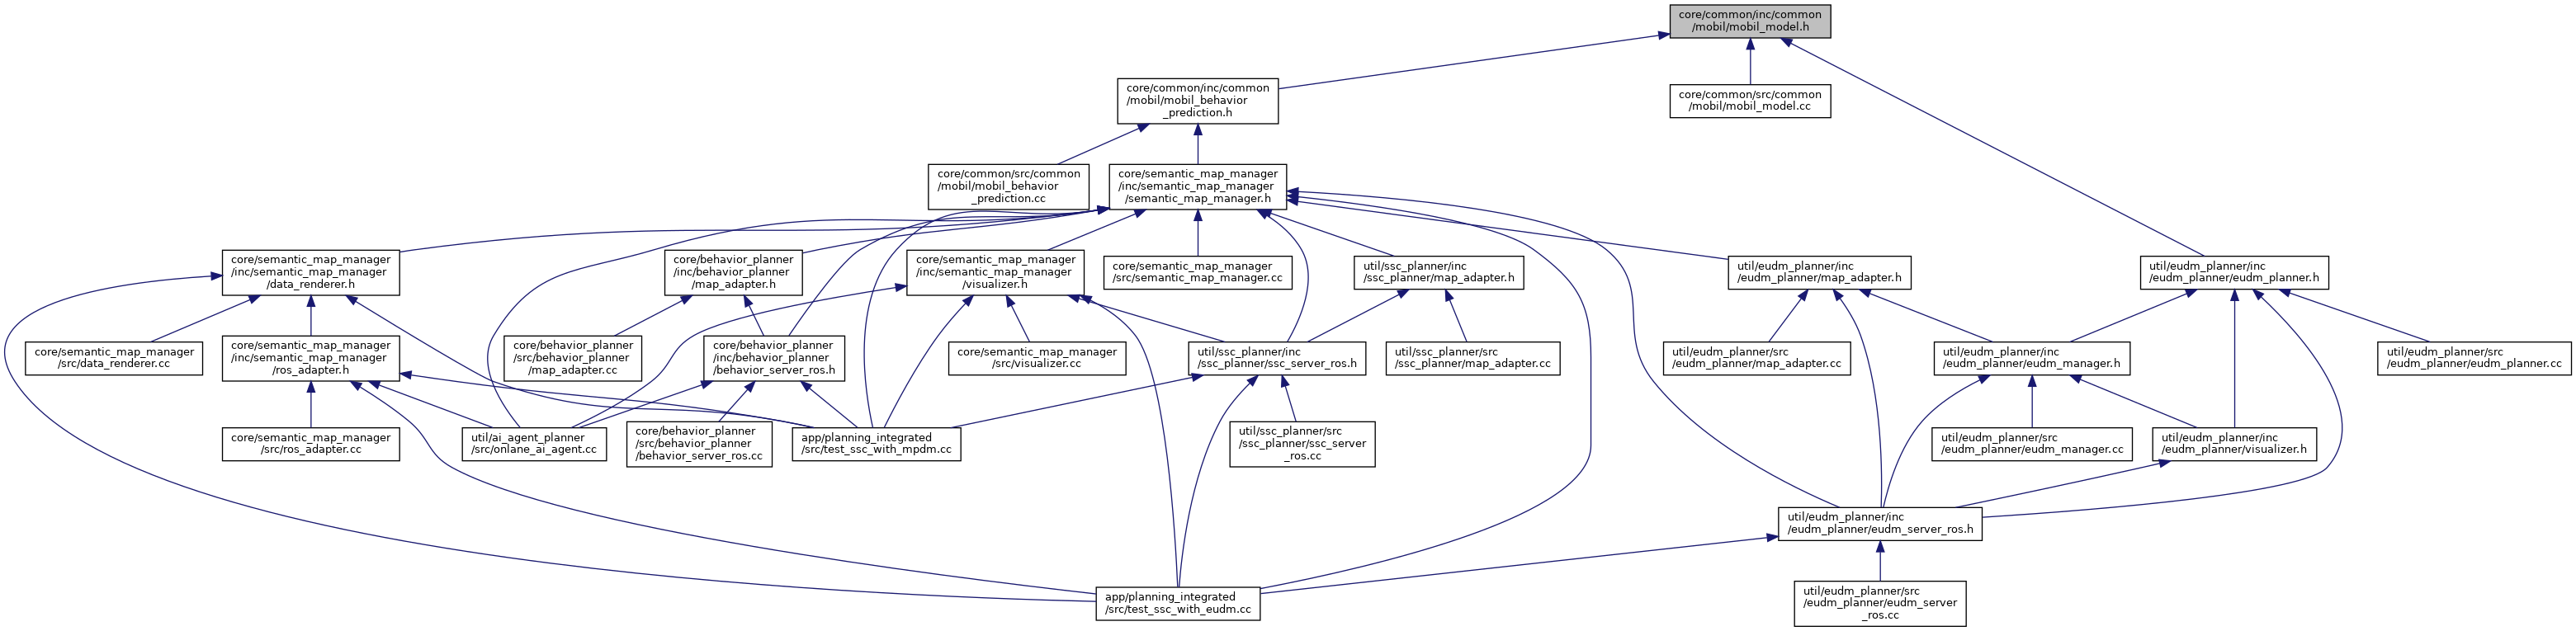 core/common/inc/common
/mobil/mobil_model.h
core/common/inc/common
/mobil/mobil_behavior
_prediction.h
core/common/src/common
/mobil/mobil_model.cc
core/common/src/common
/mobil/mobil_behavior
_prediction.cc
core/semantic_map_manager
/inc/semantic_map_manager
/semantic_map_manager.h
core/semantic_map_manager
/inc/semantic_map_manager
/data_renderer.h
core/behavior_planner
/inc/behavior_planner
/map_adapter.h
core/semantic_map_manager
/inc/semantic_map_manager
/visualizer.h
core/semantic_map_manager
/src/semantic_map_manager.cc
util/ssc_planner/inc
/ssc_planner/map_adapter.h
util/eudm_planner/inc
/eudm_planner/map_adapter.h
util/eudm_planner/inc
/eudm_planner/eudm_planner.h
core/semantic_map_manager
/src/data_renderer.cc
core/semantic_map_manager
/inc/semantic_map_manager
/ros_adapter.h
core/behavior_planner
/src/behavior_planner
/map_adapter.cc
core/behavior_planner
/inc/behavior_planner
/behavior_server_ros.h
core/semantic_map_manager
/src/visualizer.cc
util/ssc_planner/inc
/ssc_planner/ssc_server_ros.h
util/ssc_planner/src
/ssc_planner/map_adapter.cc
util/eudm_planner/src
/eudm_planner/map_adapter.cc
util/eudm_planner/inc
/eudm_planner/eudm_manager.h
util/eudm_planner/src
/eudm_planner/eudm_planner.cc
core/semantic_map_manager
/src/ros_adapter.cc
util/ai_agent_planner
/src/onlane_ai_agent.cc
core/behavior_planner
/src/behavior_planner
/behavior_server_ros.cc
app/planning_integrated
/src/test_ssc_with_mpdm.cc
util/ssc_planner/src
/ssc_planner/ssc_server
_ros.cc
util/eudm_planner/src
/eudm_planner/eudm_manager.cc
util/eudm_planner/inc
/eudm_planner/visualizer.h
util/eudm_planner/inc
/eudm_planner/eudm_server_ros.h
app/planning_integrated
/src/test_ssc_with_eudm.cc
util/eudm_planner/src
/eudm_planner/eudm_server
_ros.cc